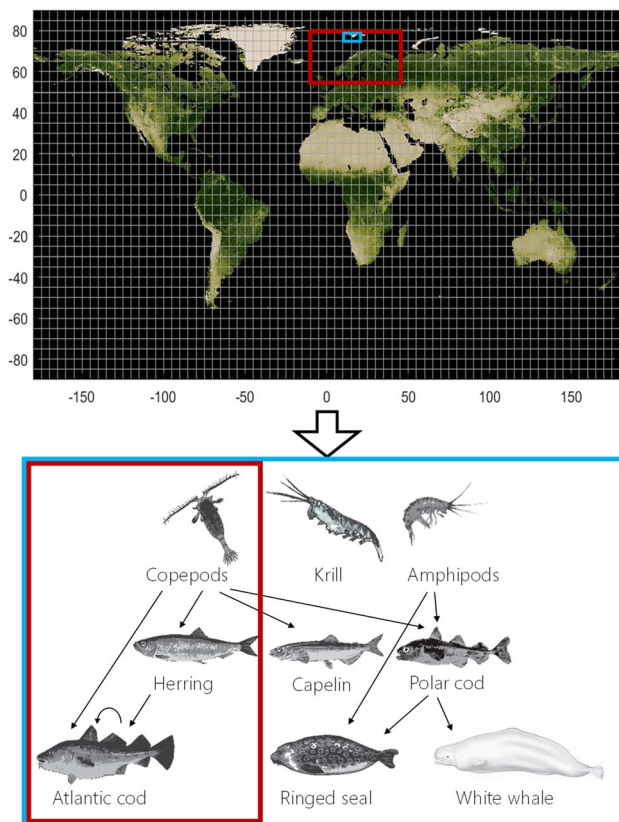 80
60
40
20
0
-20
-40
-60
-80
-150 -100 -50 0 50 100 150
Copepods Krill Amphipods
Herring Capelin Polar cod
Atlantic cod Ringed seal White whale